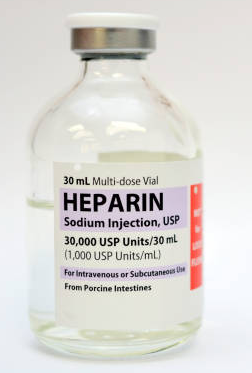 30 mL Multi-dose Vial
HEPARIN
Sodium Injection, USP
30,000 USP Units/30 mL
(1,000 USP Units/mL)
For Intravenous or Subcutaneous Use
From Porcine Intestines